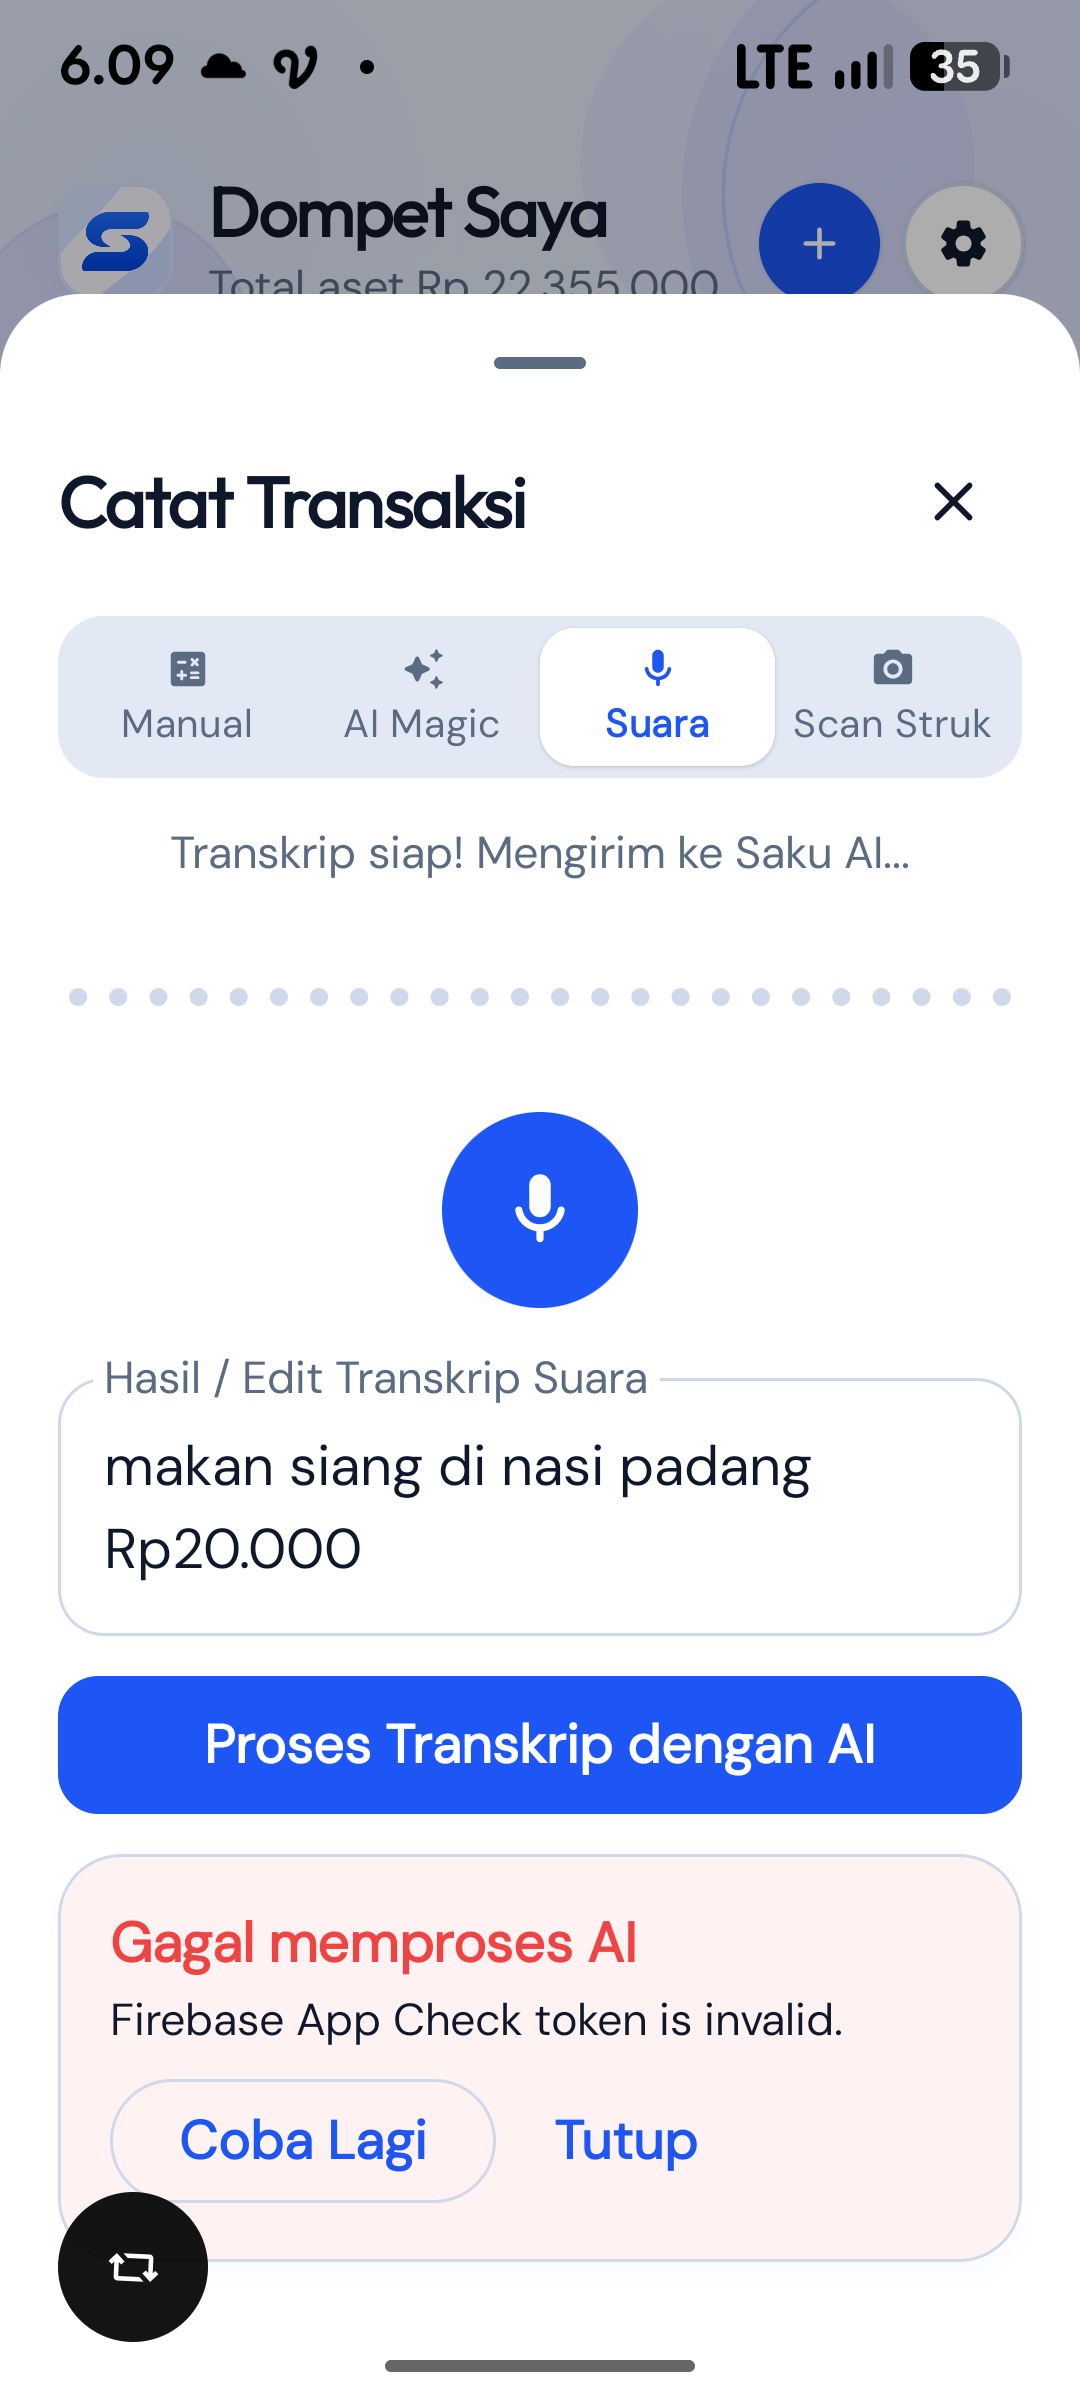 6.09
LTE
35
Dompet Saya
Total aset Rp 22.355.000
Catat Transaksi
Manual
AI Magic
Suara
Scan Struk
Transkrip siap! Mengirim ke Saku AI...
Hasil / Edit Transkrip Suara
makan siang di nasi padang
Rp20.000
Proses Transkrip dengan AI
Gagal memproses AI
Firebase App Check token is invalid.
Coba Lagi
Tutup